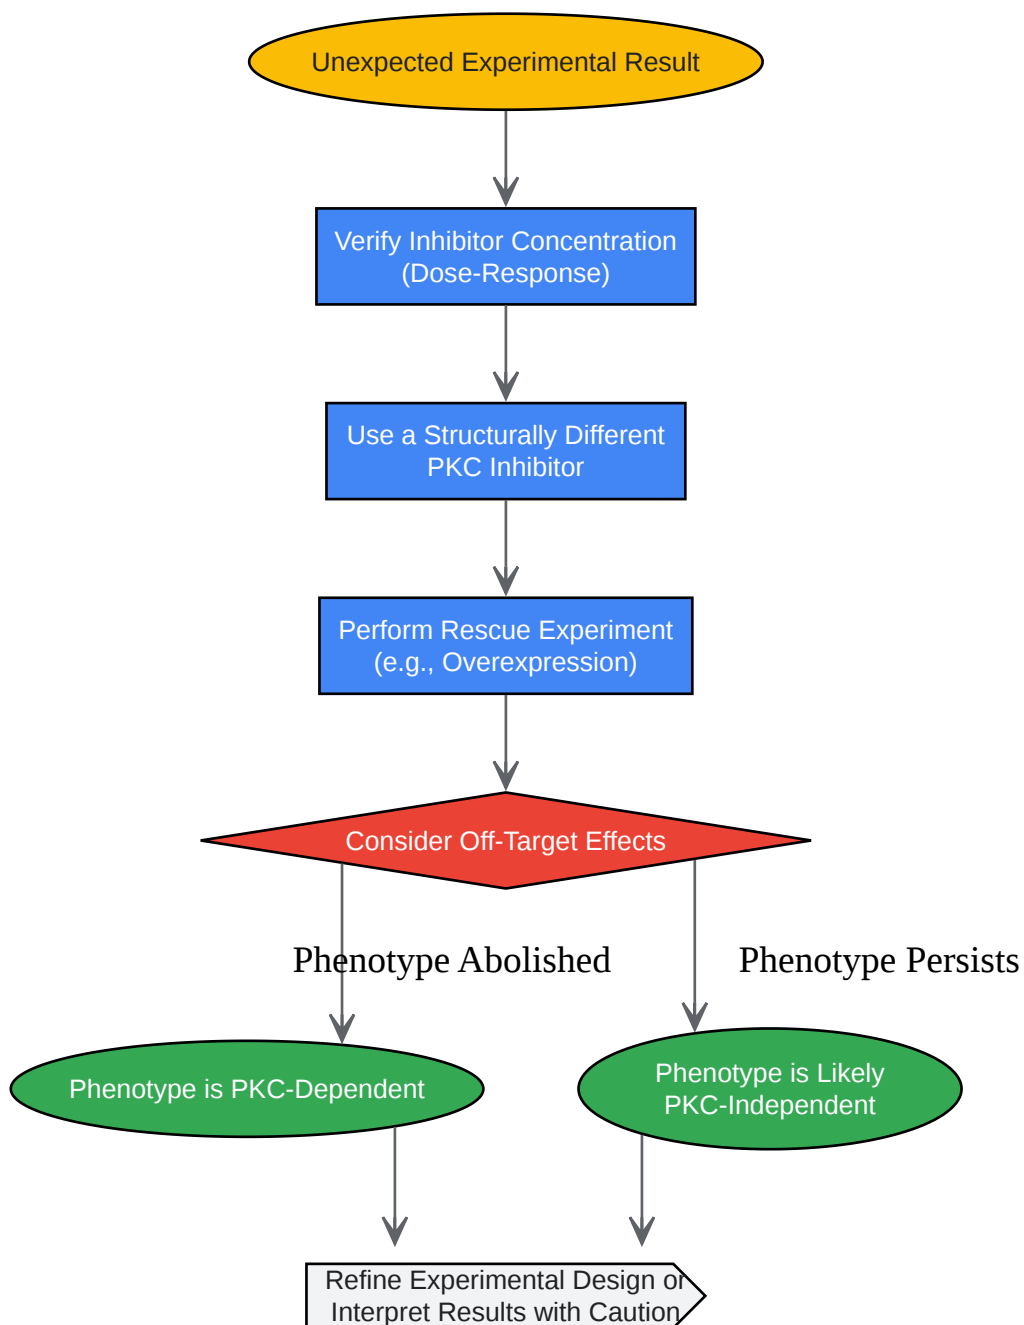 Unexpected Experimental Result
Verify Inhibitor Concentration
(Dose-Response)
Use a Structurally Different
PKC Inhibitor
Perform Rescue Experiment
(e.g., Overexpression)
Consider Off-Target Effects
Phenotype Abolished
Phenotype Persists
Phenotype is PKC-Dependent
Phenotype is Likely
PKC-Independent
Refine Experimental Design or
Interpret Results with Caution